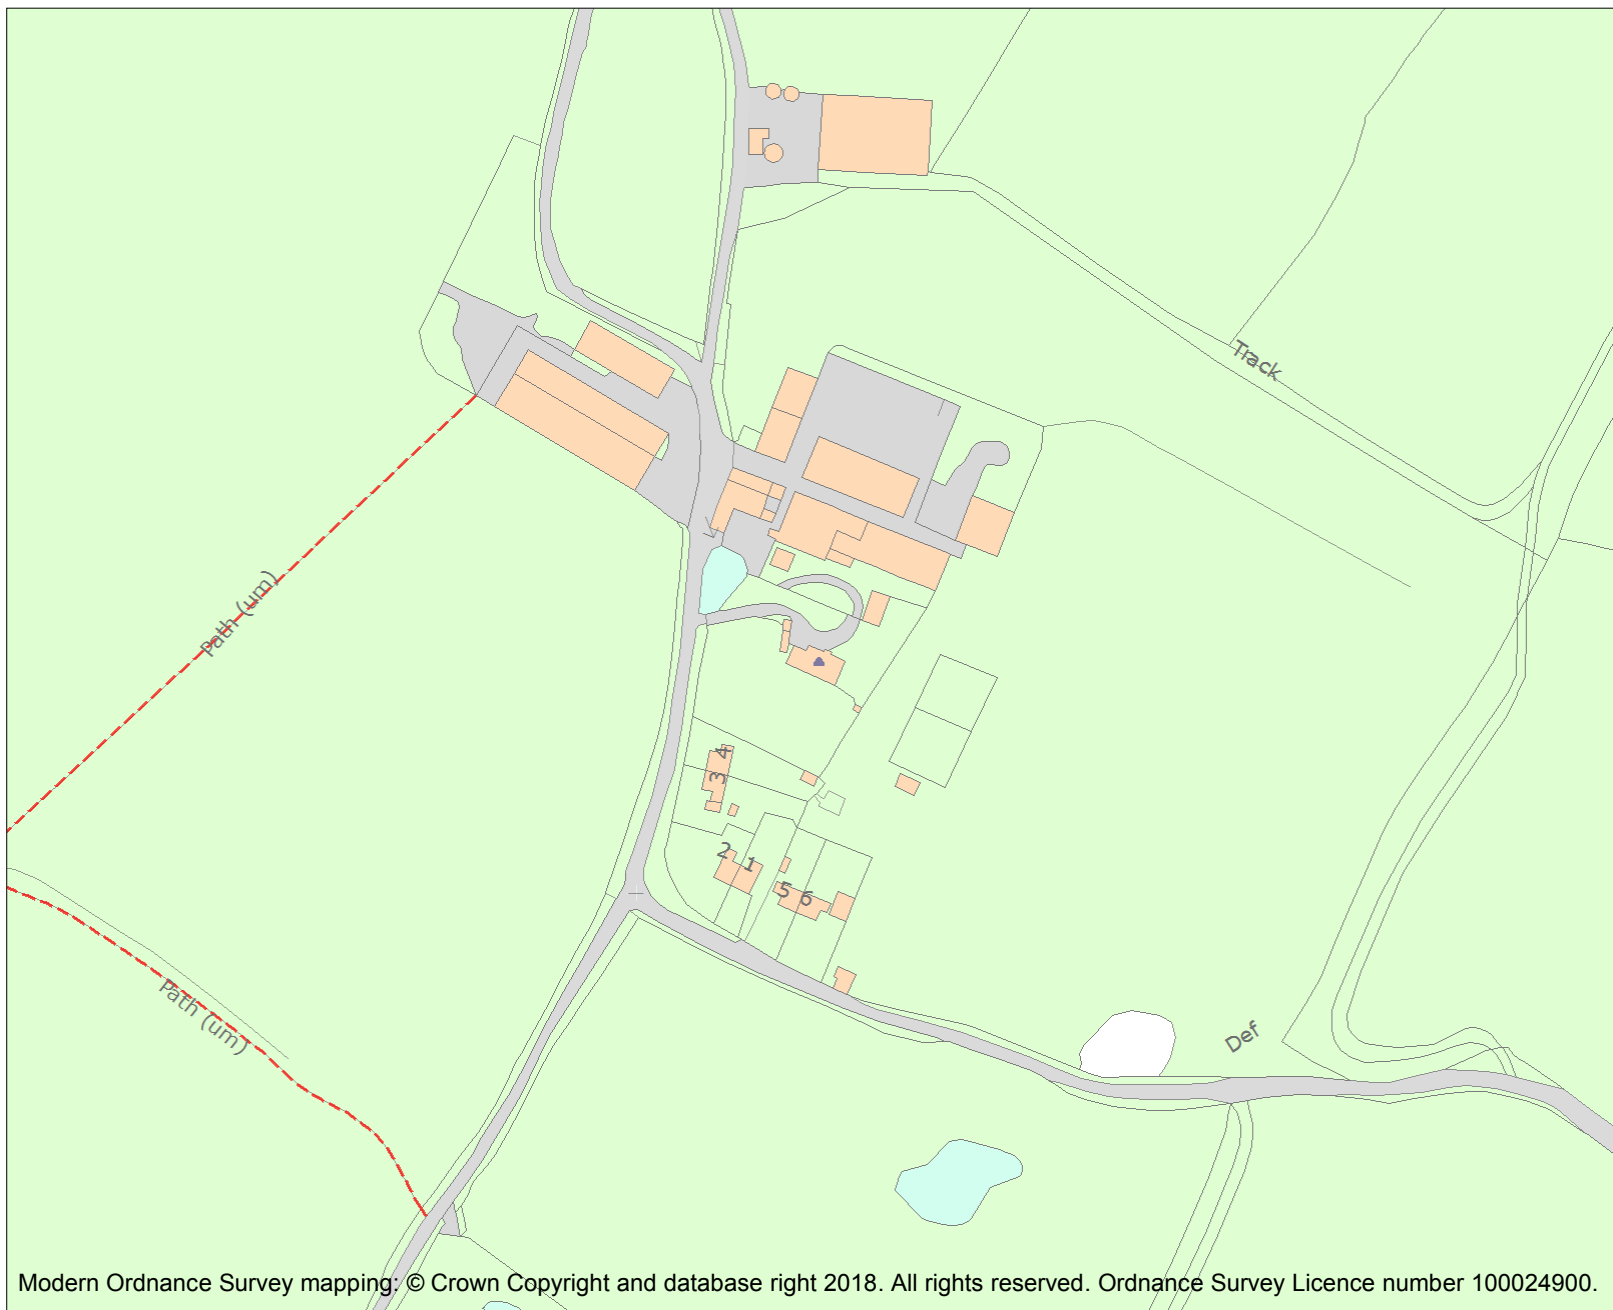 Track
Path (um)
4
3
2
1
5
6
Path (um)
Def
Modern Ordnance Survey mapping: © Crown Copyright and database right 2018. All rights reserved. Ordnance Survey Licence number 100024900.